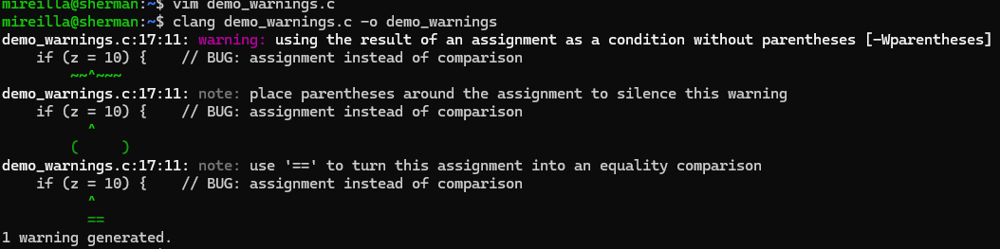 mireilla@sherman:~$ vim demo_warnings.c
mireilla@sherman:~$ clang demo_warnings.c -o demo_warnings
demo_warnings.c:17:11: warning: using the result of an assignment as a condition without parentheses [-Wparentheses]
    if (z = 10) {    // BUG: assignment instead of comparison
        ~~^~~~
demo_warnings.c:17:11: note: place parentheses around the assignment to silence this warning
    if (z = 10) {    // BUG: assignment instead of comparison
          ^
        (     )
demo_warnings.c:17:11: note: use '==' to turn this assignment into an equality comparison
    if (z = 10) {    // BUG: assignment instead of comparison
          ^
          ==
1 warning generated.